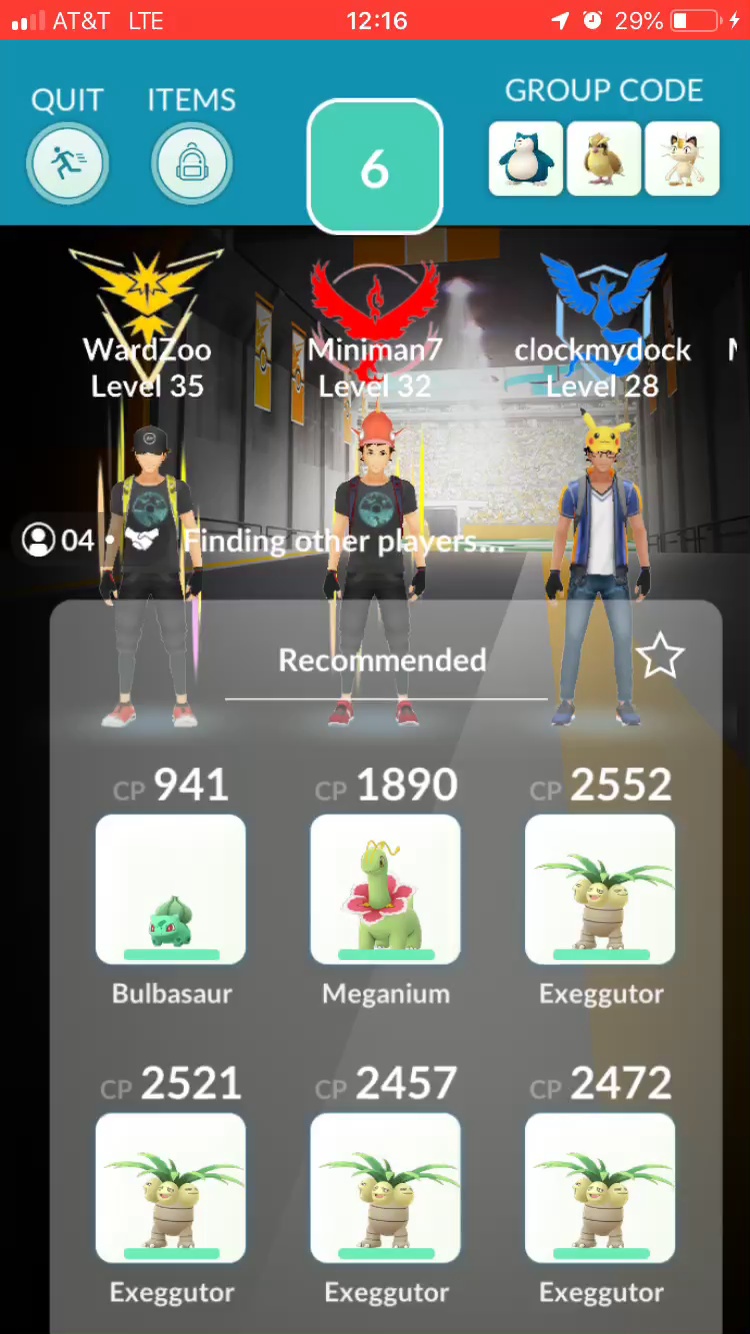 AT&T LTE 12:16 29%
QUIT ITEMS GROUP CODE
6
WardZoo Miniman7 clockmydock
Level 35 Level 32 Level 28
04 • Finding other players...
Recommended
CP 941 CP 1890 CP 2552
Bulbasaur Meganium Exeggutor
CP 2521 CP 2457 CP 2472
Exeggutor Exeggutor Exeggutor